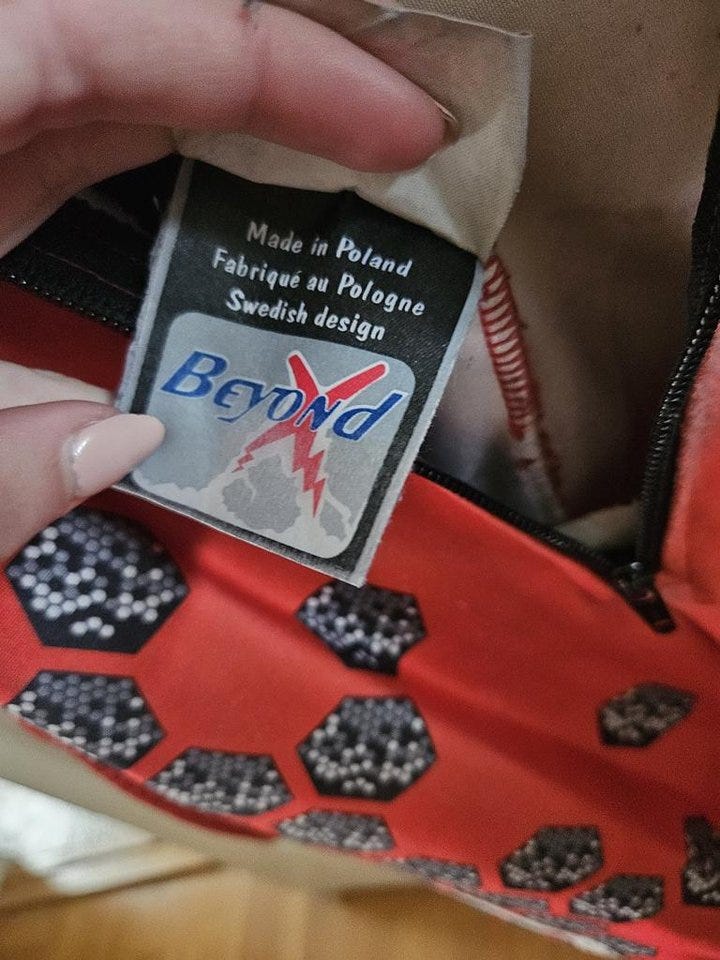 Made in Poland
Fabriqué au Pologne
Swedish design
BEYOND X